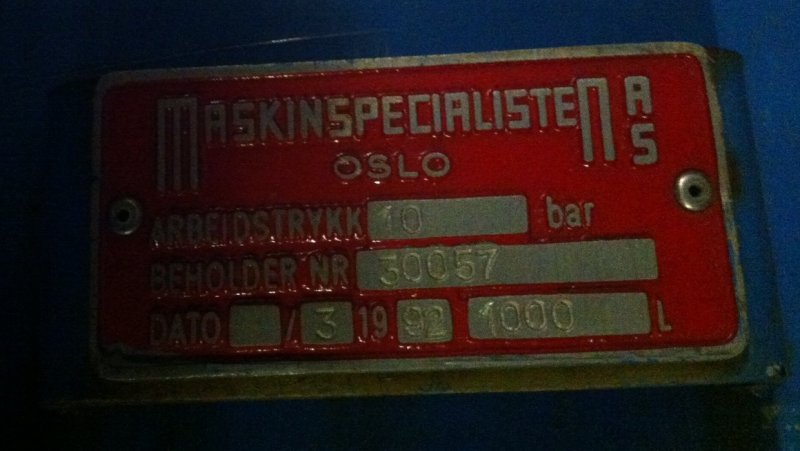 MASKINSPECIALISTEN AS
OSLO
ARBEIDSTRYKK 10 bar
BEHOLDER NR 30057
DATO / 3 19 92 1000 L